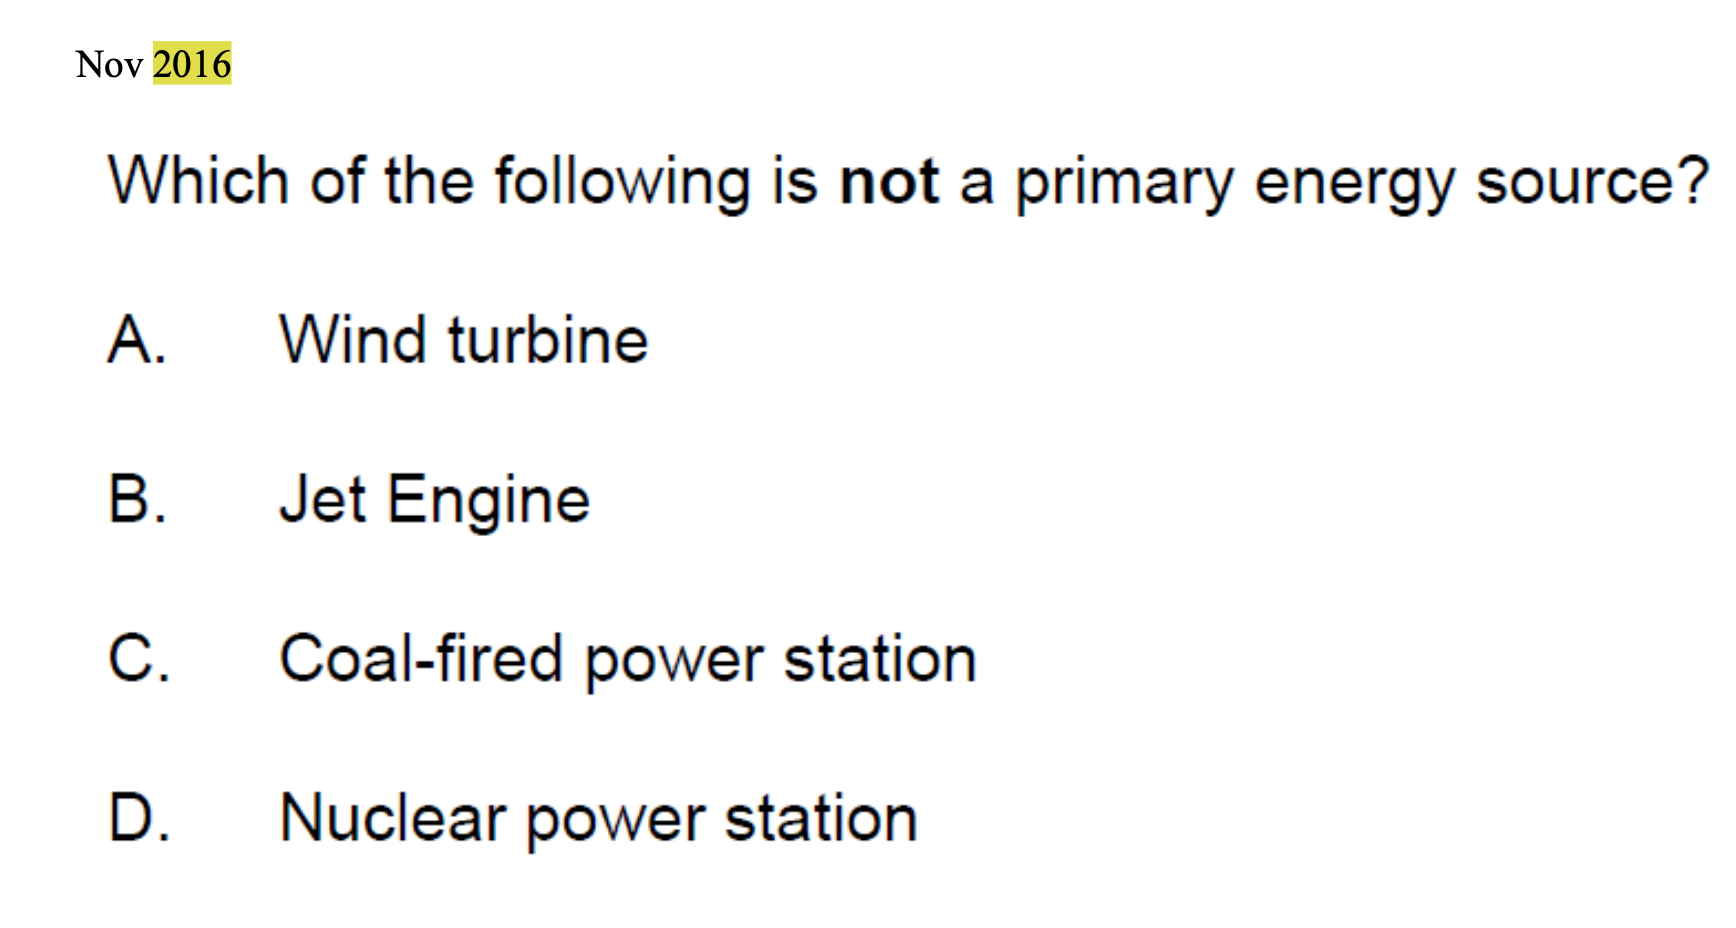 Nov 2016
Which of the following is not a primary energy source?
A. Wind turbine
B. Jet Engine
C. Coal-fired power station
D. Nuclear power station